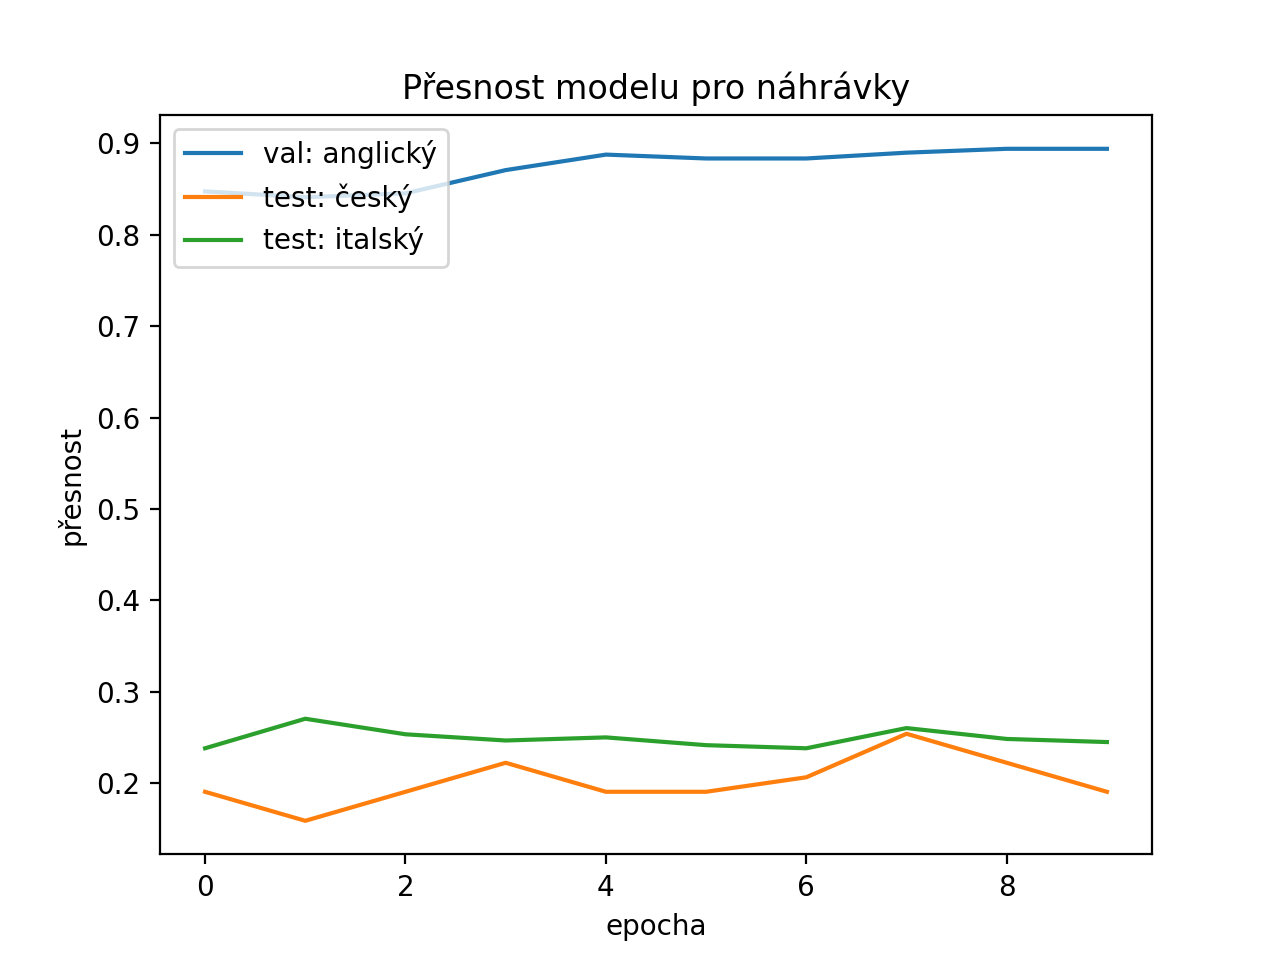 Přesnost modelu pro náhrávky
val: anglický
test: český
test: italský
0.9
0.8
0.7
0.6
0.5
0.4
0.3
0.2
přesnost
0 2 4 6 8
epocha